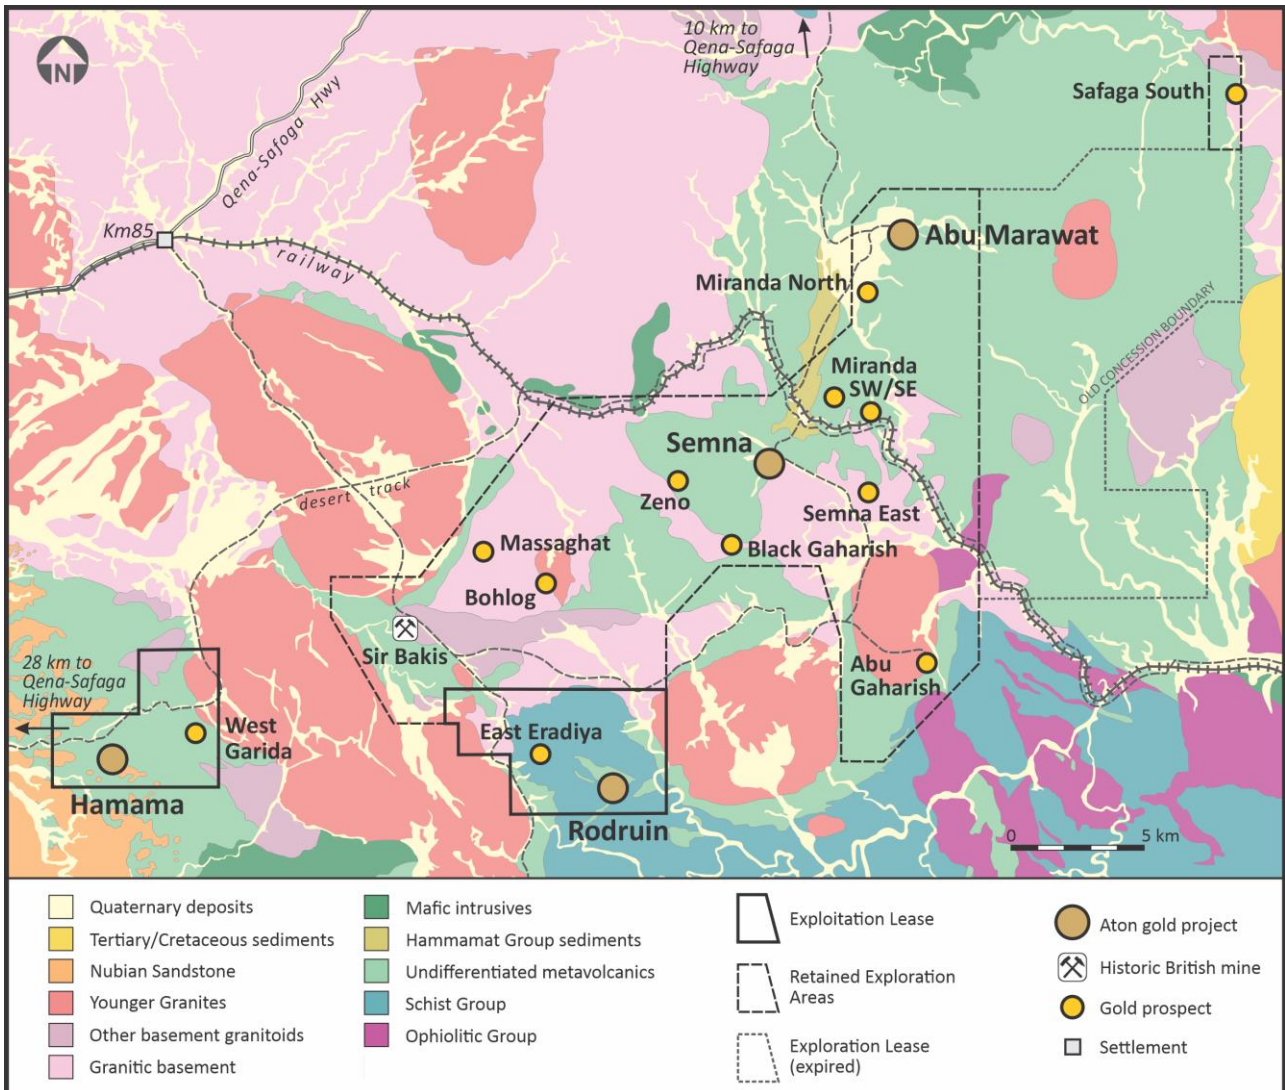 10 km to
Qena-Safaga
Highway
N
Safaga South
Qena-Safoga Hwy
Km85
railway
Abu Marawat
Miranda North
OLD CONCESSION BOUNDARY
Miranda
SW/SE
Semna
Zeno
Semna East
desert track
Massaghat
Black Gaharish
Bohlog
Sir Bakis
28 km to
Qena-Safaga
Highway
Abu
Gaharish
West
Garida
East Eradiya
Hamama
Rodruin
0 5 km
Quaternary deposits
Tertiary/Cretaceous sediments
Nubian Sandstone
Younger Granites
Other basement granitoids
Granitic basement
Mafic intrusives
Hammamat Group sediments
Undifferentiated metavolcanics
Schist Group
Ophiolitic Group
Exploitation Lease
Retained Exploration
Areas
Exploration Lease
(expired)
Aton gold project
Historic British mine
Gold prospect
Settlement